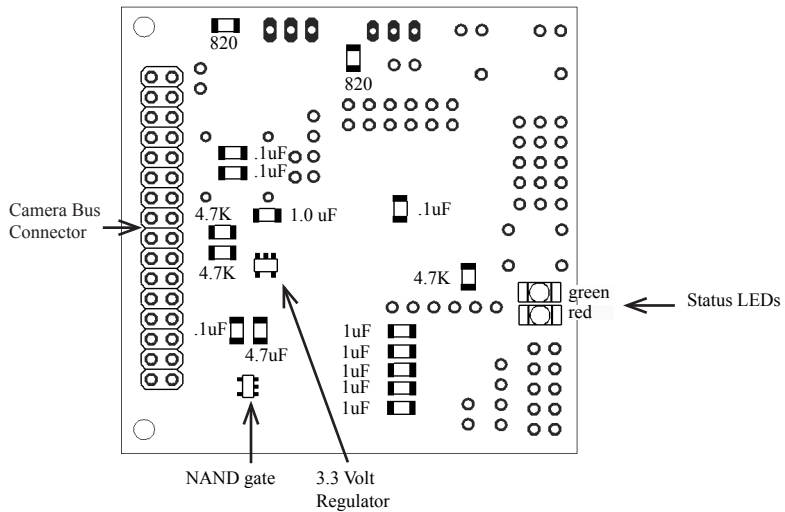 820
820
.1uF
.1uF
Camera Bus
Connector
4.7K
1.0 uF
.1uF
4.7K
4.7K
green
red
Status LEDs
.1uF
4.7uF
1uF
1uF
1uF
1uF
1uF
NAND gate
3.3 Volt
Regulator